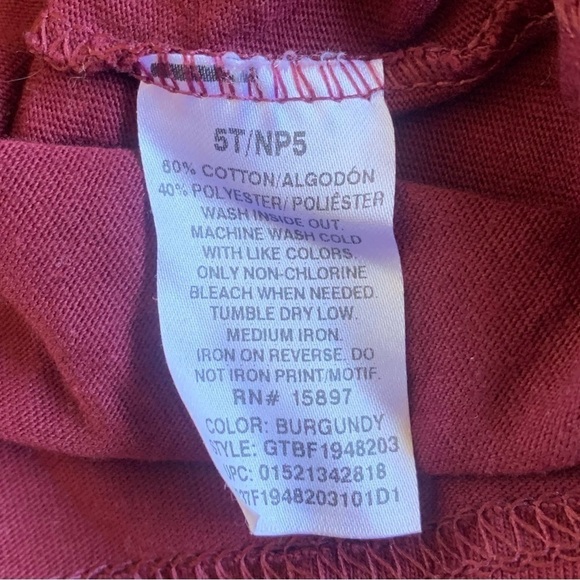 5T/NP5
60% COTTON/ALGODÓN
40% POLYESTER/POLIÉSTER
WASH INSIDE OUT.
MACHINE WASH COLD
WITH LIKE COLORS.
ONLY NON-CHLORINE
BLEACH WHEN NEEDED.
TUMBLE DRY LOW.
MEDIUM IRON.
IRON ON REVERSE. DO
NOT IRON PRINT/MOTIF.
RN# 15897
COLOR: BURGUNDY
STYLE: GTBF1948203
UPC: 01521342818